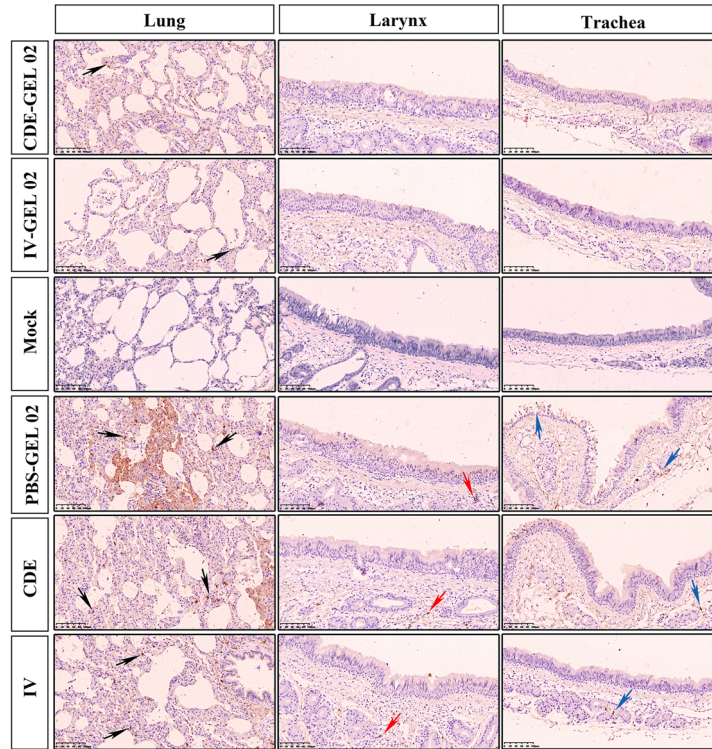 Lung Larynx Trachea
CDE-GEL 02
IV-GEL 02
Mock
PBS-GEL 02
CDE
IV